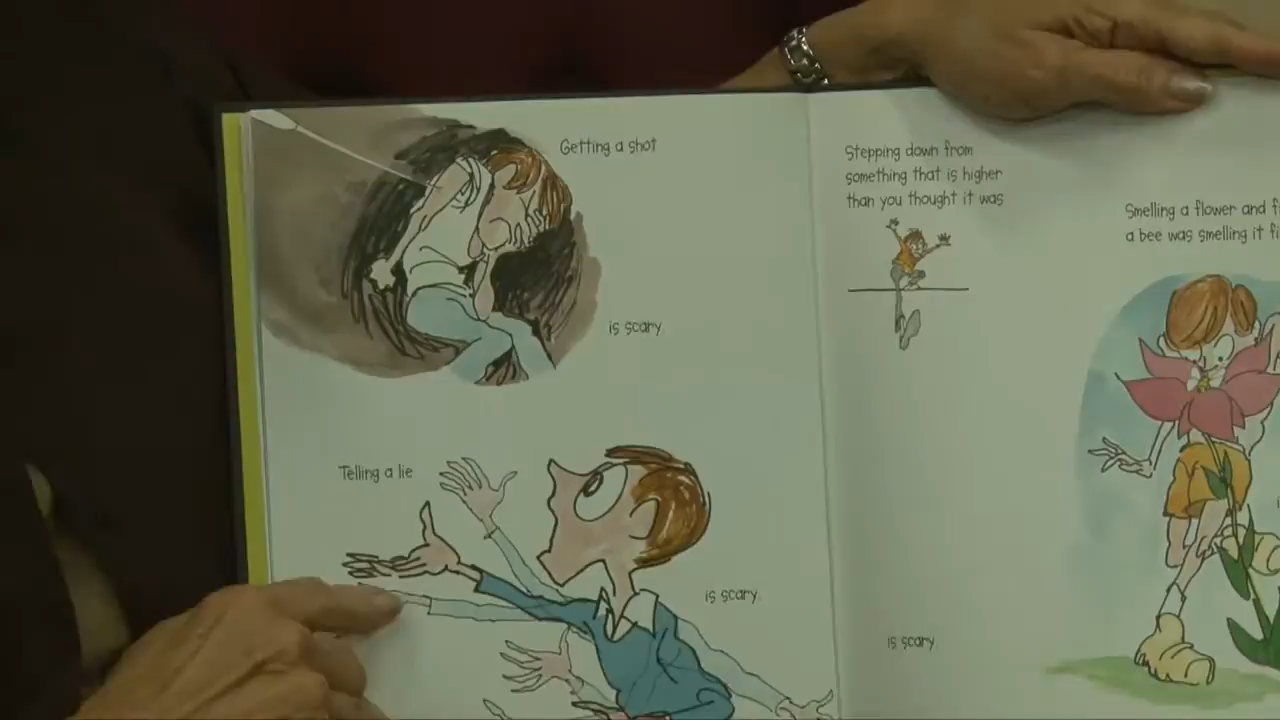 Getting a shot
is scary.
Telling a lie
is scary.
Stepping down from
something that is higher
than you thought it was
is scary.
Smelling a flower and
a bee was smelling it